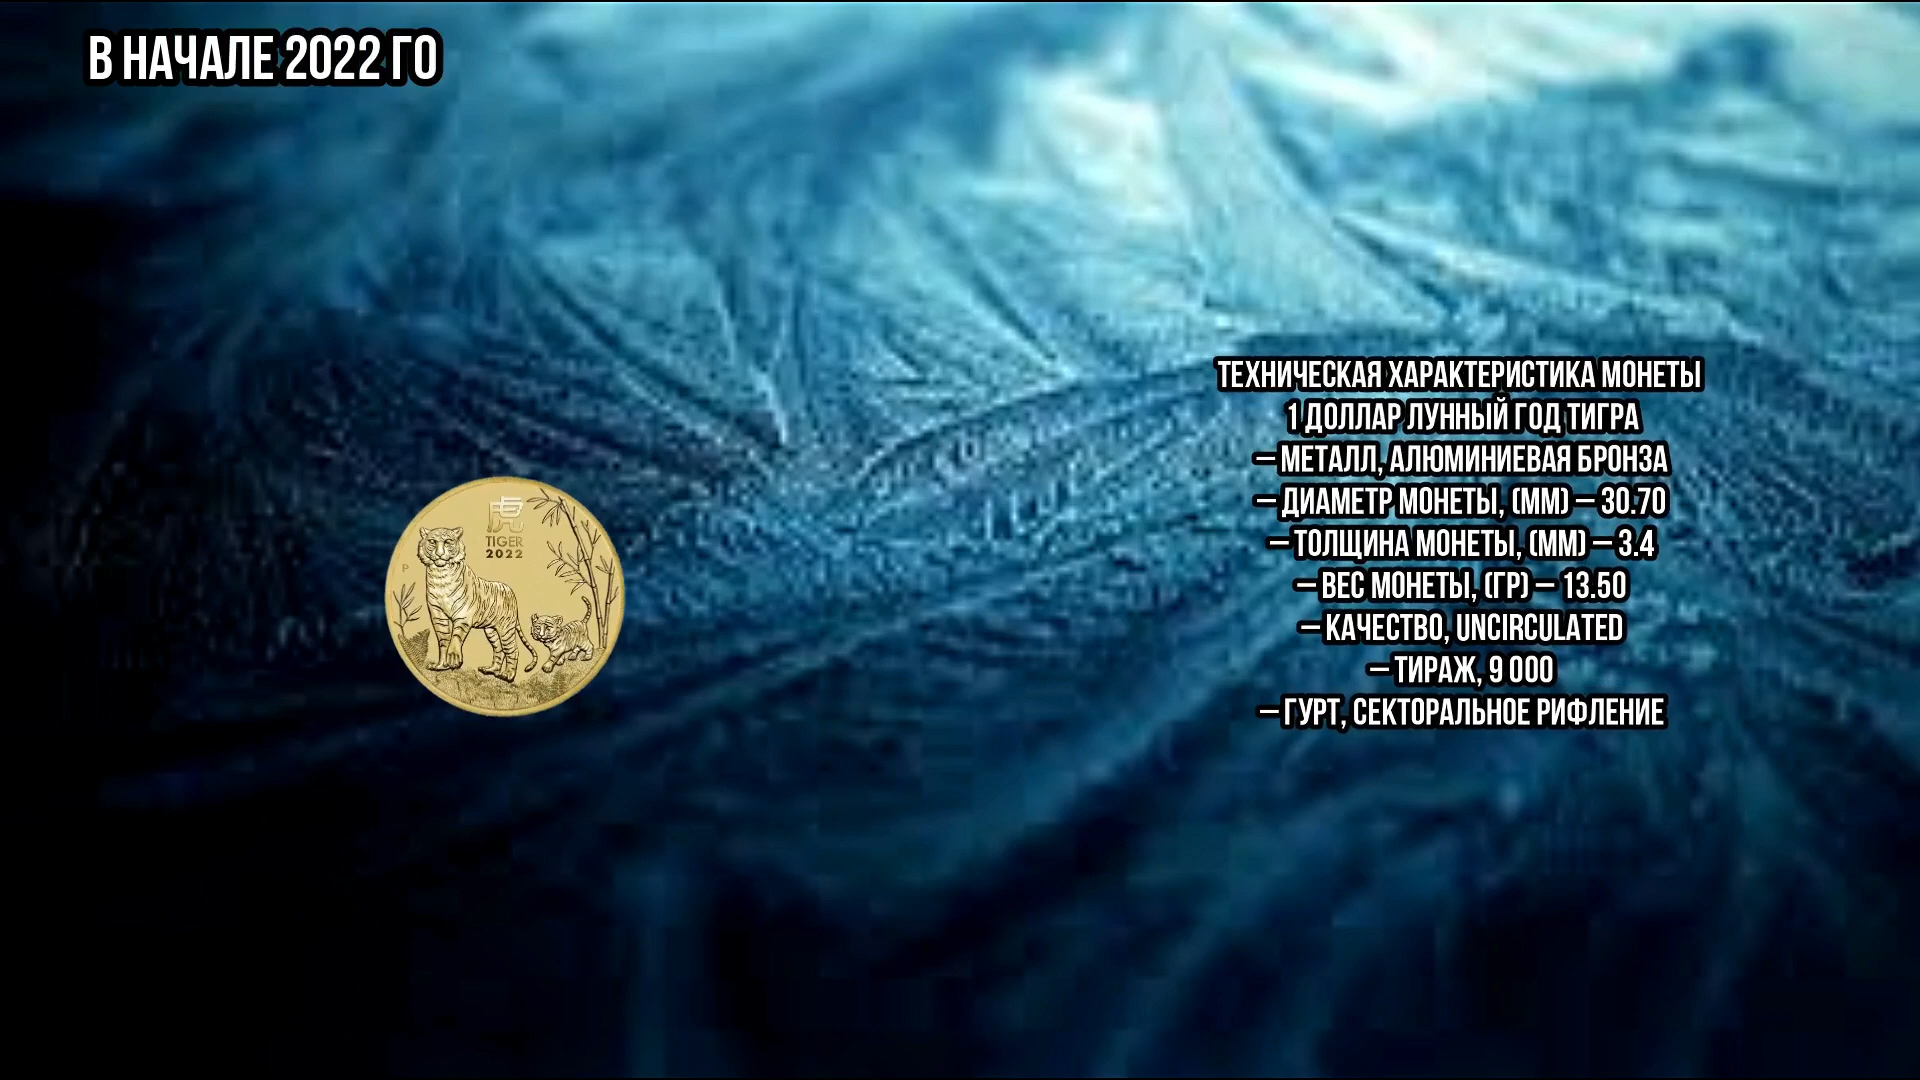 В НАЧАЛЕ 2022 ГО
虎
TIGER
2022
P
ТЕХНИЧЕСКАЯ ХАРАКТЕРИСТИКА МОНЕТЫ
1 ДОЛЛАР ЛУННЫЙ ГОД ТИГРА
– МЕТАЛЛ, АЛЮМИНИЕВАЯ БРОНЗА
– ДИАМЕТР МОНЕТЫ, (ММ) – 30.70
– ТОЛЩИНА МОНЕТЫ, (ММ) – 3.4
– ВЕС МОНЕТЫ, (ГР) – 13.50
– КАЧЕСТВО, UNCIRCULATED
– ТИРАЖ, 9 000
– ГУРТ, СЕКТОРАЛЬНОЕ РИФЛЕНИЕ